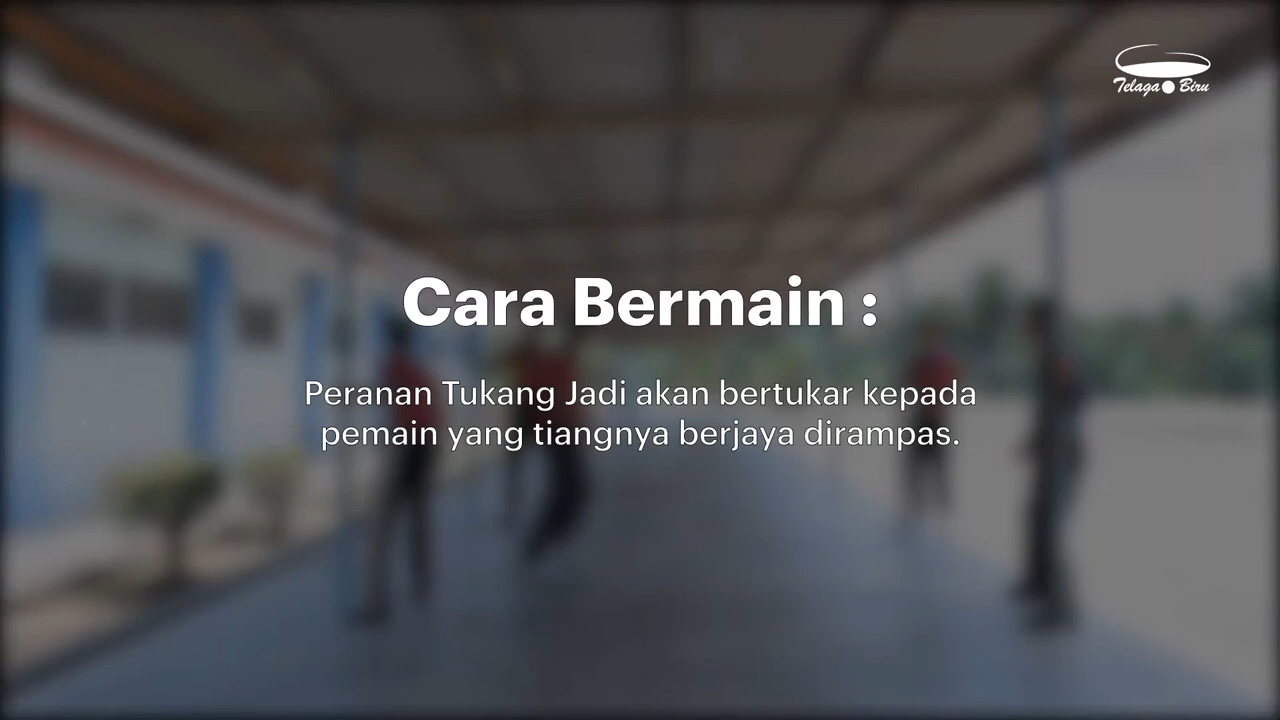 Telaga Biru
Cara Bermain :
Peranan Tukang Jadi akan bertukar kepada
pemain yang tiangnya berjaya dirampas.